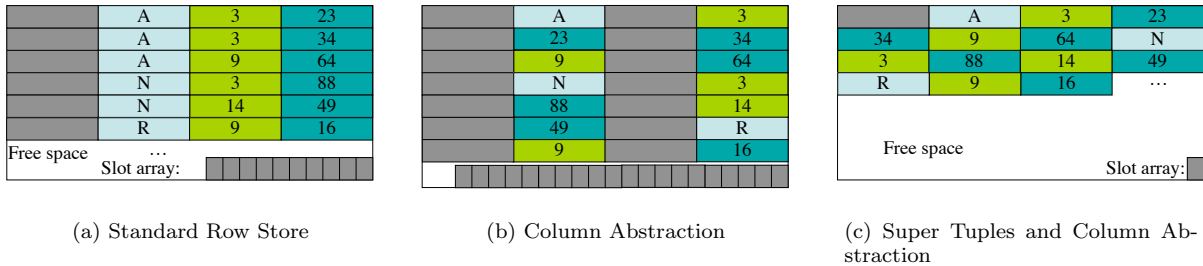 A 3 23
A 3 34
A 9 64
N 3 88
N 14 49
R 9 16
Free space ...
Slot array:
(a) Standard Row Store
A 3
23 34
9 64
N 3
88 14
49 R
9 16
(b) Column Abstraction
A 3 23
34 9 64 N
3 88 14 49
R 9 16 ...
Free space
Slot array:
(c) Super Tuples and Column Ab-
straction